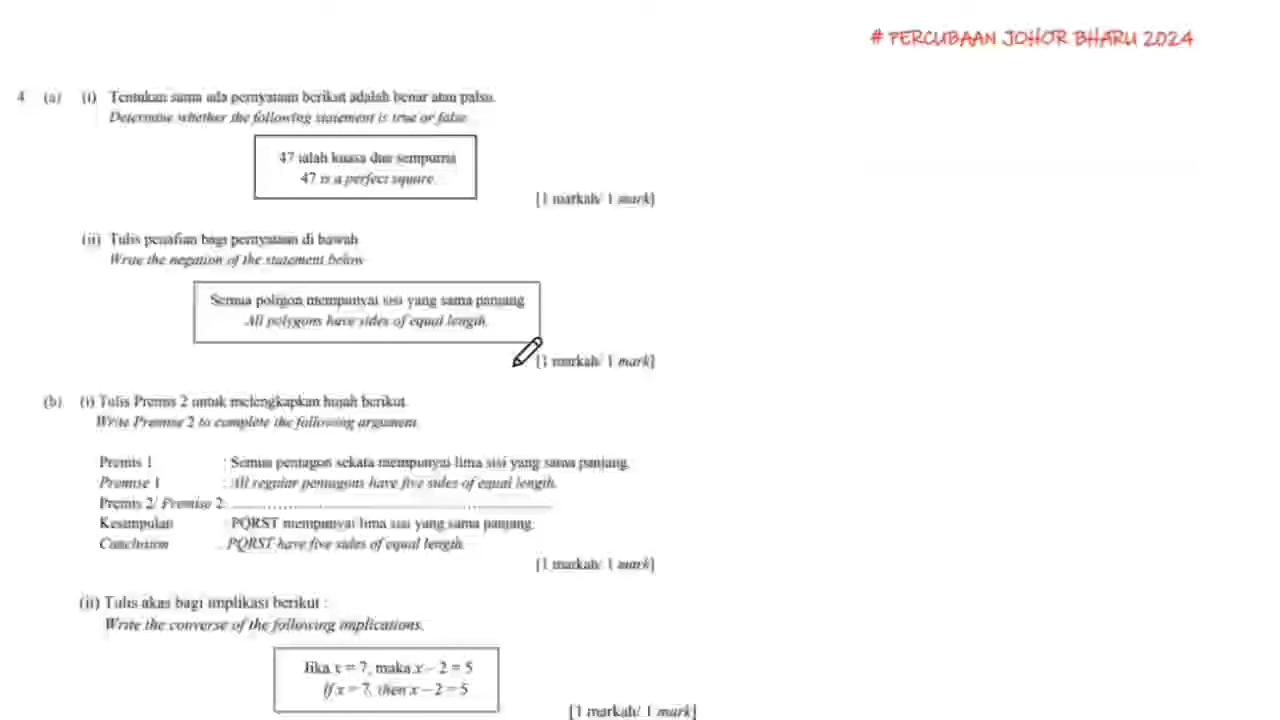 # PERCUBAAN JOHOR BHARU 2024
4 (a) (i) Tentukan sama ada pernyataan berikut adalah benar atau palsu.
Determine whether the following statement is true or false.
47 ialah kuasa dua sempurna
47 is a perfect square.
[1 markah/ 1 mark]
(ii) Tulis penafian bagi pernyataan di bawah
Write the negation of the statement below
Semua poligon mempunyai sisi yang sama panjang
All polygons have sides of equal length.
[1 markah/ 1 mark]
(b) (i) Tulis Premis 2 untuk melengkapkan hujah berikut.
Write Premise 2 to complete the following argument.
Premis 1 : Semua pentagon sekata mempunyai lima sisi yang sama panjang.
Premise 1 : All regular pentagons have five sides of equal length.
Premis 2/ Premise 2:
Kesimpulan : PQRST mempunyai lima sisi yang sama panjang.
Conclusion : PQRST have five sides of equal length.
[1 markah/ 1 mark]
(ii) Tulis akas bagi implikasi berikut :
Write the converse of the following implications.
Jika x = 7, maka x – 2 = 5
If x = 7, then x – 2 = 5
[1 markah/ 1 mark]